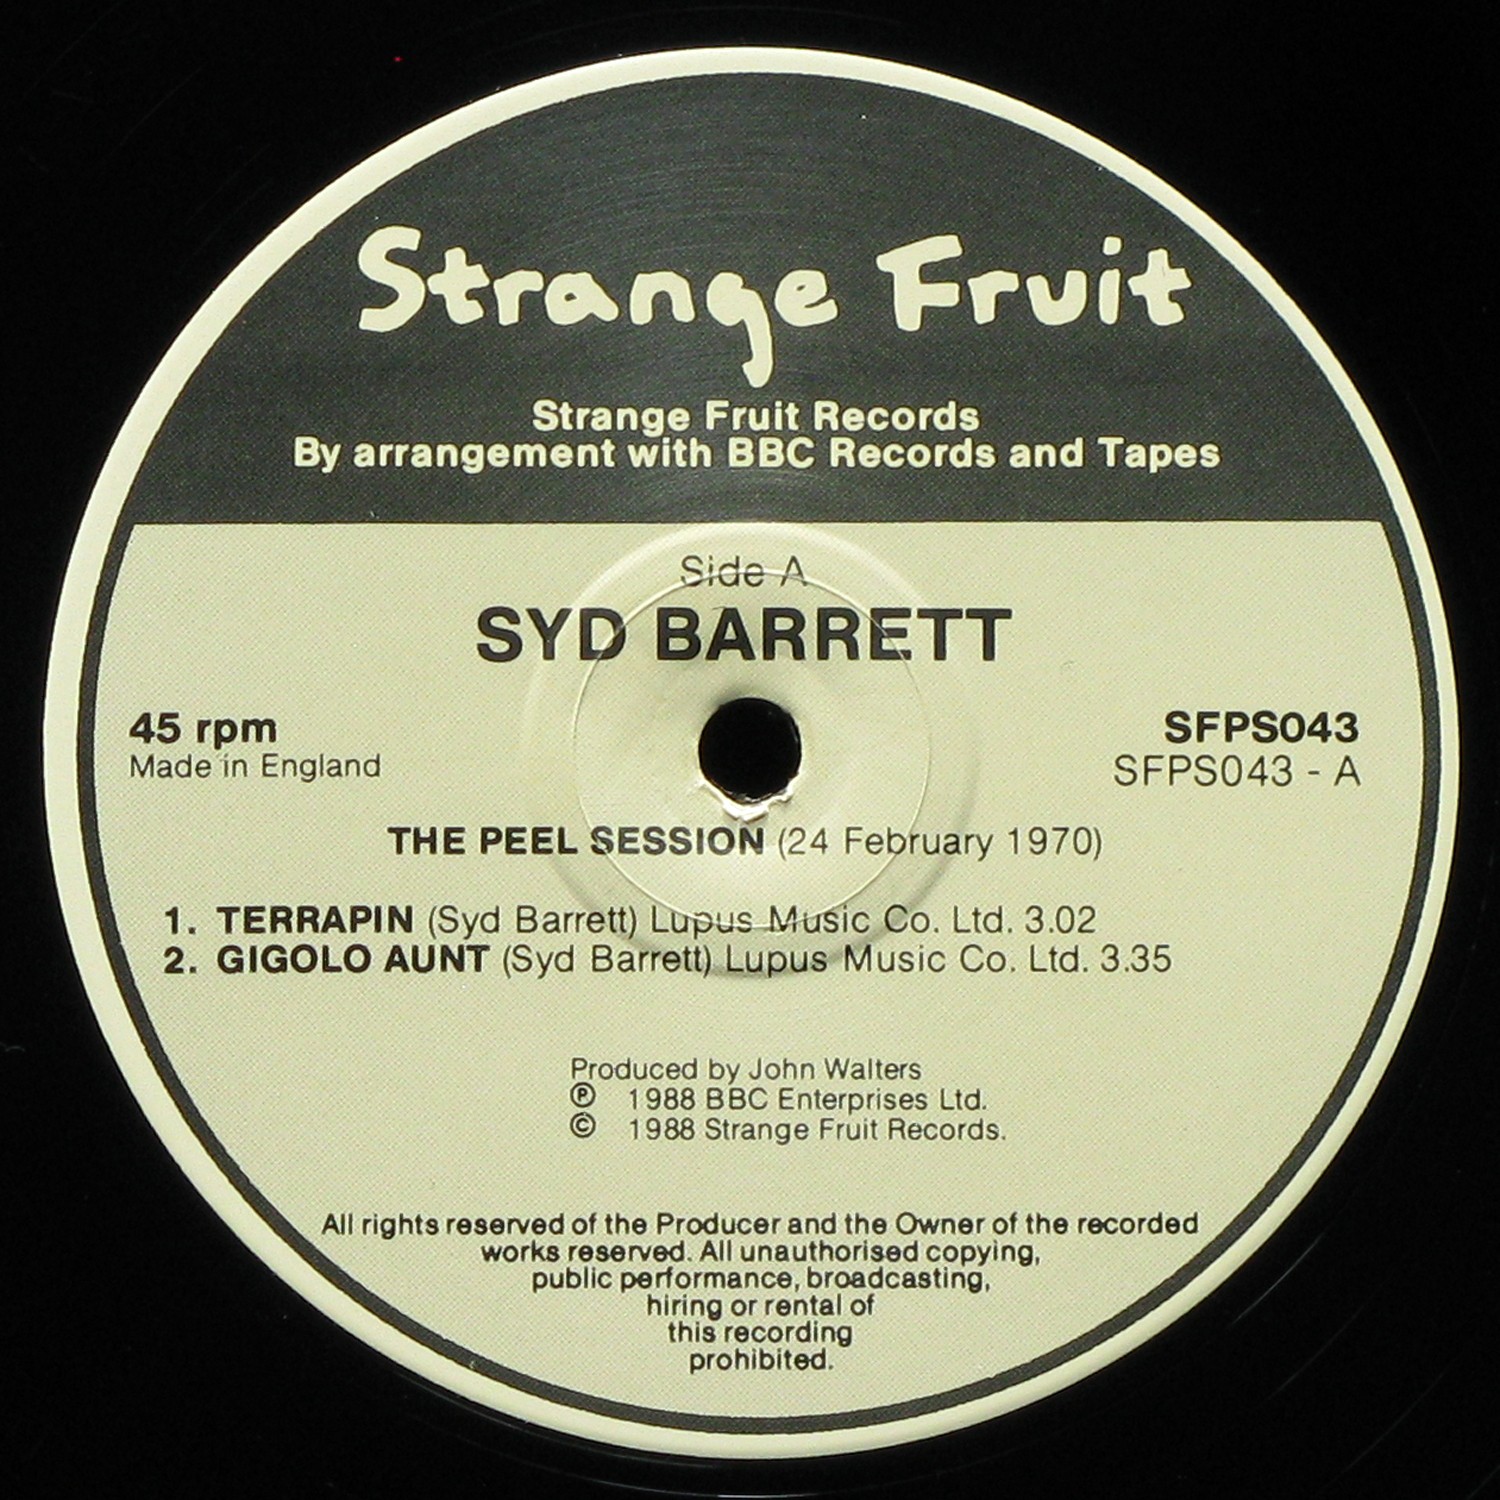 Strange Fruit
Strange Fruit Records
By arrangement with BBC Records and Tapes
Side A
SYD BARRETT
45 rpm
Made in England
SFPS043
SFPS043 - A
THE PEEL SESSION (24 February 1970)
1. TERRAPIN (Syd Barrett) Lupus Music Co. Ltd. 3.02
2. GIGOLO AUNT (Syd Barrett) Lupus Music Co. Ltd. 3.35
Produced by John Walters
℗ 1988 BBC Enterprises Ltd.
© 1988 Strange Fruit Records.
All rights reserved of the Producer and the Owner of the recorded
works reserved. All unauthorised copying,
public performance, broadcasting,
hiring or rental of
this recording
prohibited.